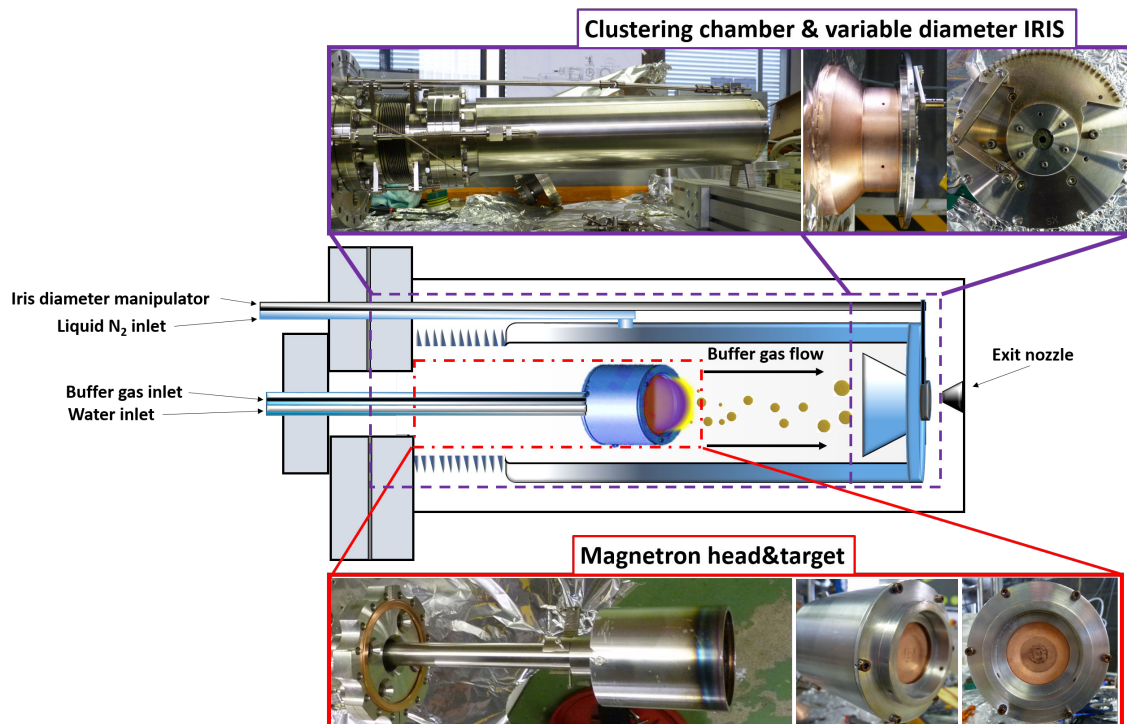 Clustering chamber & variable diameter IRIS
Iris diameter manipulator
Liquid N₂ inlet
Buffer gas flow
Exit nozzle
Buffer gas inlet
Water inlet
Magnetron head&target